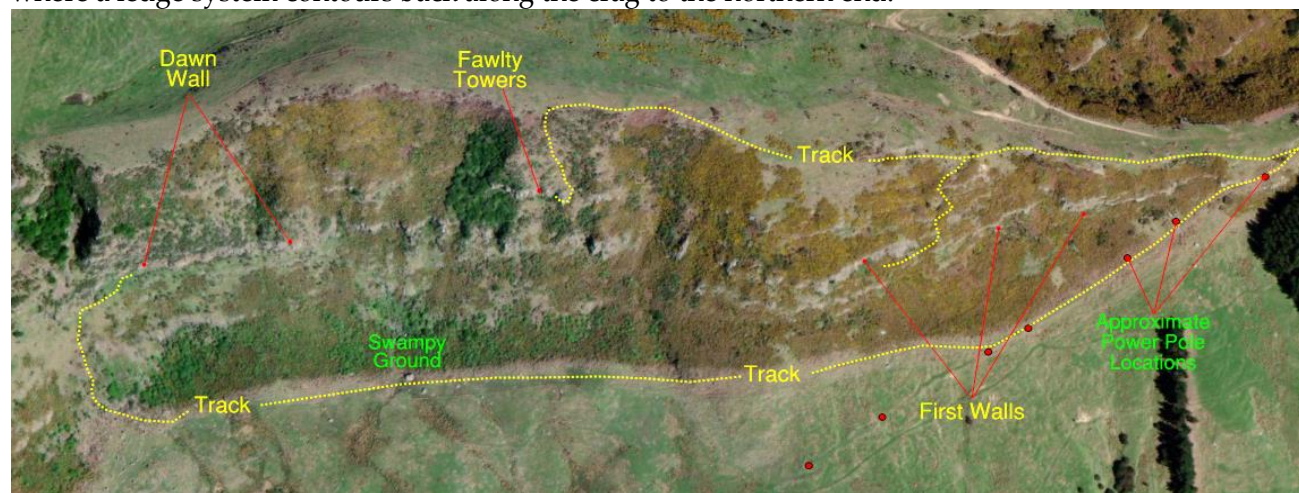 where a ledge system contours back along the crag to the northern end.
Dawn
Wall
Fawlty
Towers
Track
Swampy
Ground
Approximate
Power Pole
Locations
Track
Track
First Walls